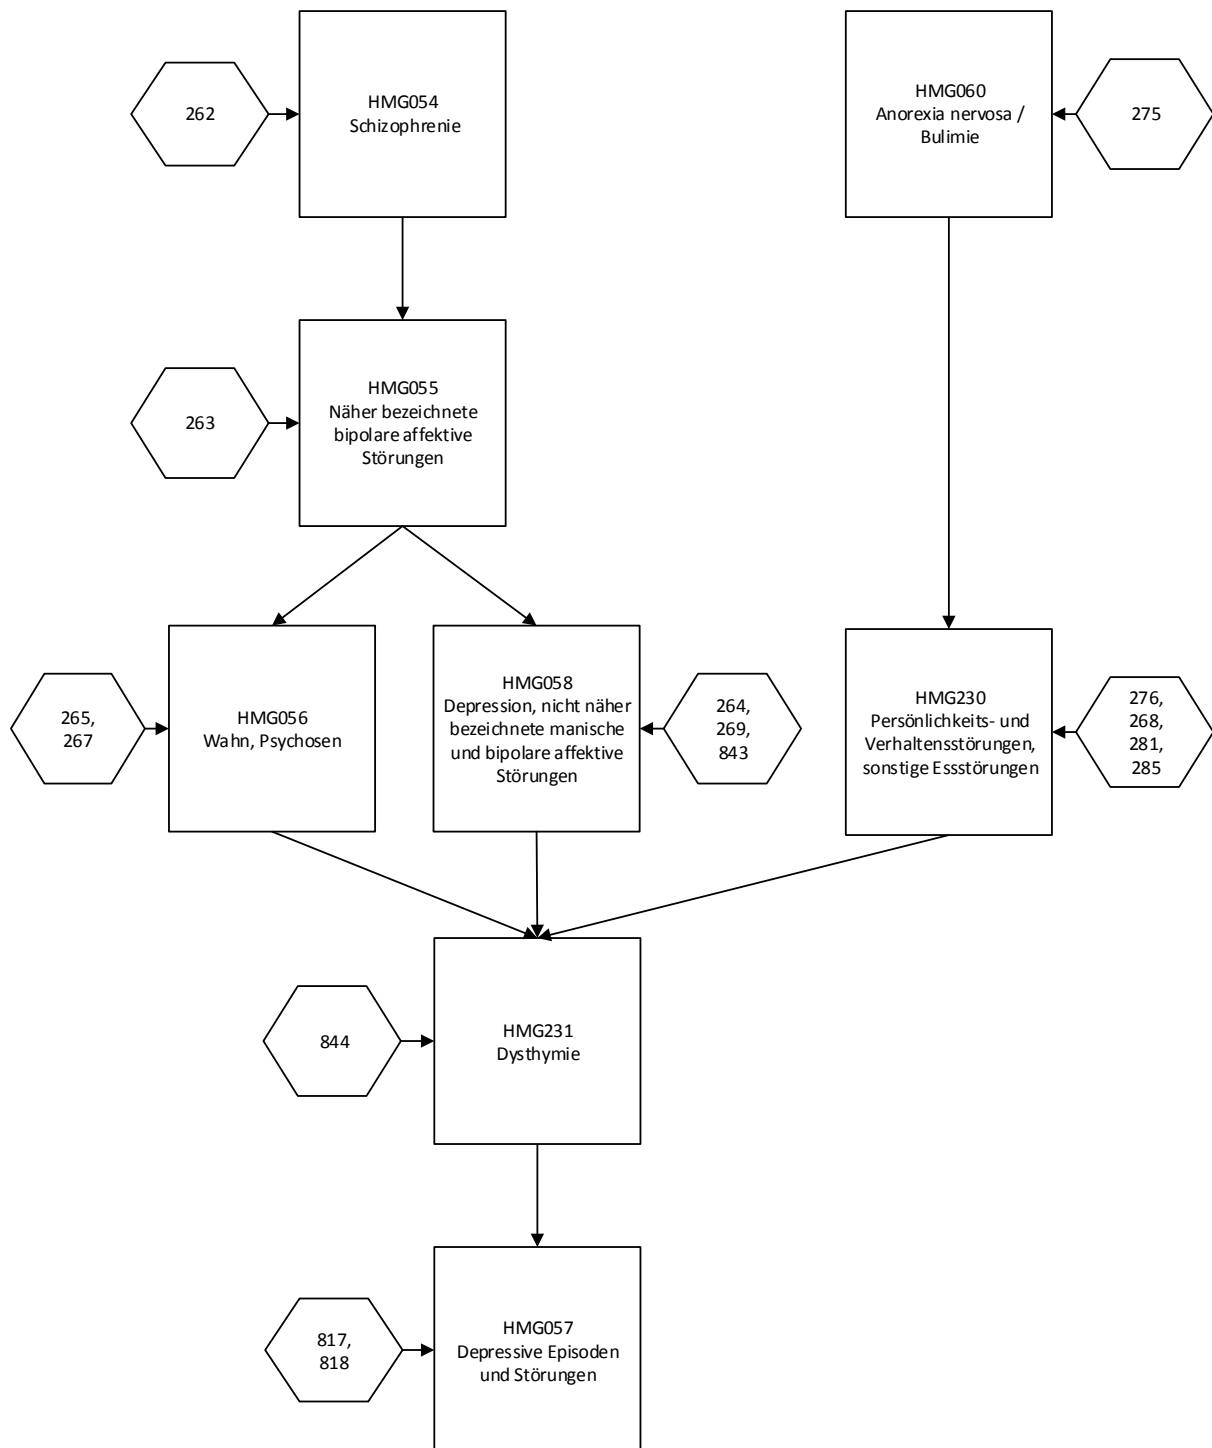 262
HMG054
Schizophrenie
HMG060
Anorexia nervosa /
Bulimie
275
263
HMG055
Näher bezeichnete
bipolare affektive
Störungen
265,
267
HMG056
Wahn, Psychosen
HMG058
Depression, nicht näher
bezeichnete manische
und bipolare affektive
Störungen
264,
269,
843
HMG230
Persönlichkeits- und
Verhaltensstörungen,
sonstige Essstörungen
276,
268,
281,
285
844
HMG231
Dysthymie
817,
818
HMG057
Depressive Episoden
und Störungen